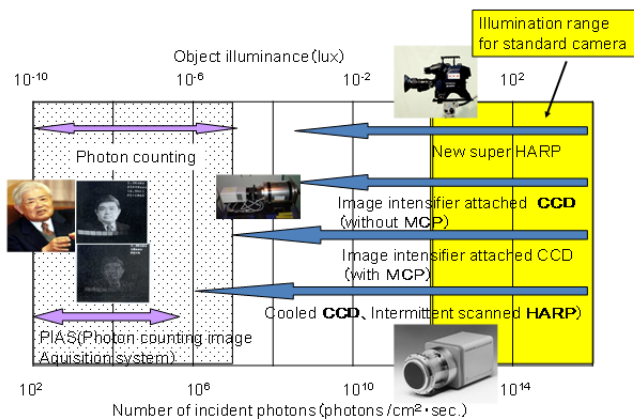 Illumination range
for standard camera
Object illuminance(lux)
10-10
10-6
10-2
102
Photon counting
New super HARP
Image intensifier attached CCD
(without MCP)
Image intensifier attached CCD
(with MCP)
Cooled CCD、Intermittent scanned HARP)
PIAS(Photon counting image
Aquisition system)
102
106
1010
1014
Number of incident photons(photons/cm2・sec.)